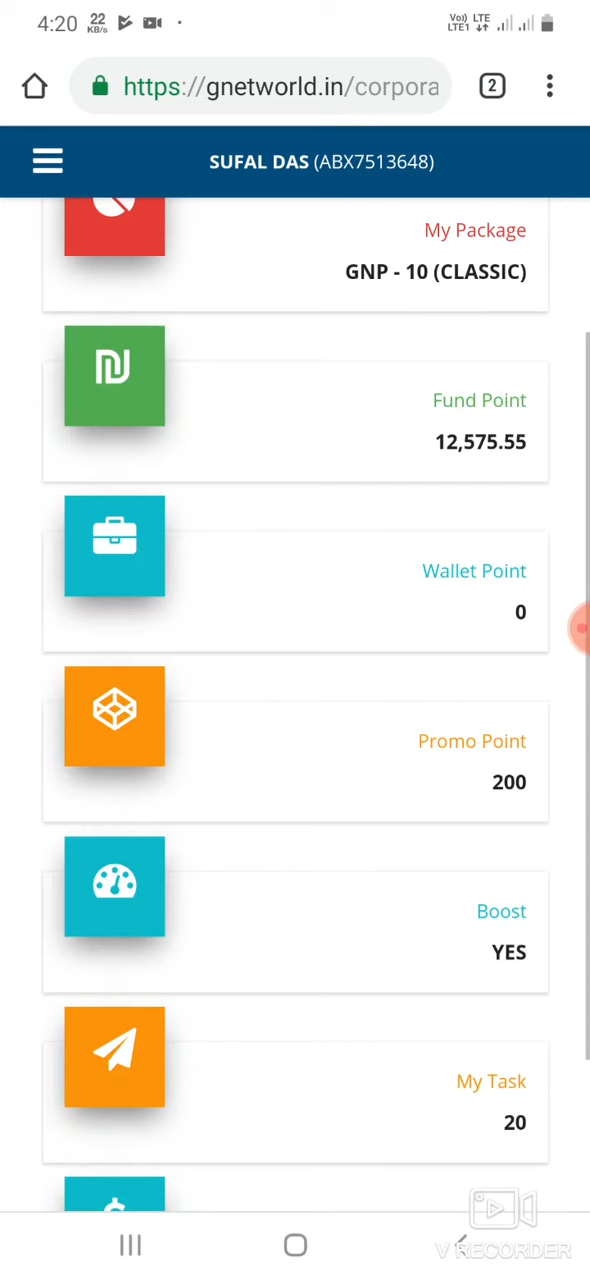 4:20 22 KB/s Vo)) LTE LTE1
https://gnetworld.in/corpora 2
SUFAL DAS (ABX7513648)
My Package
GNP - 10 (CLASSIC)
Fund Point
12,575.55
Wallet Point
0
Promo Point
200
Boost
YES
My Task
20
V RECORDER